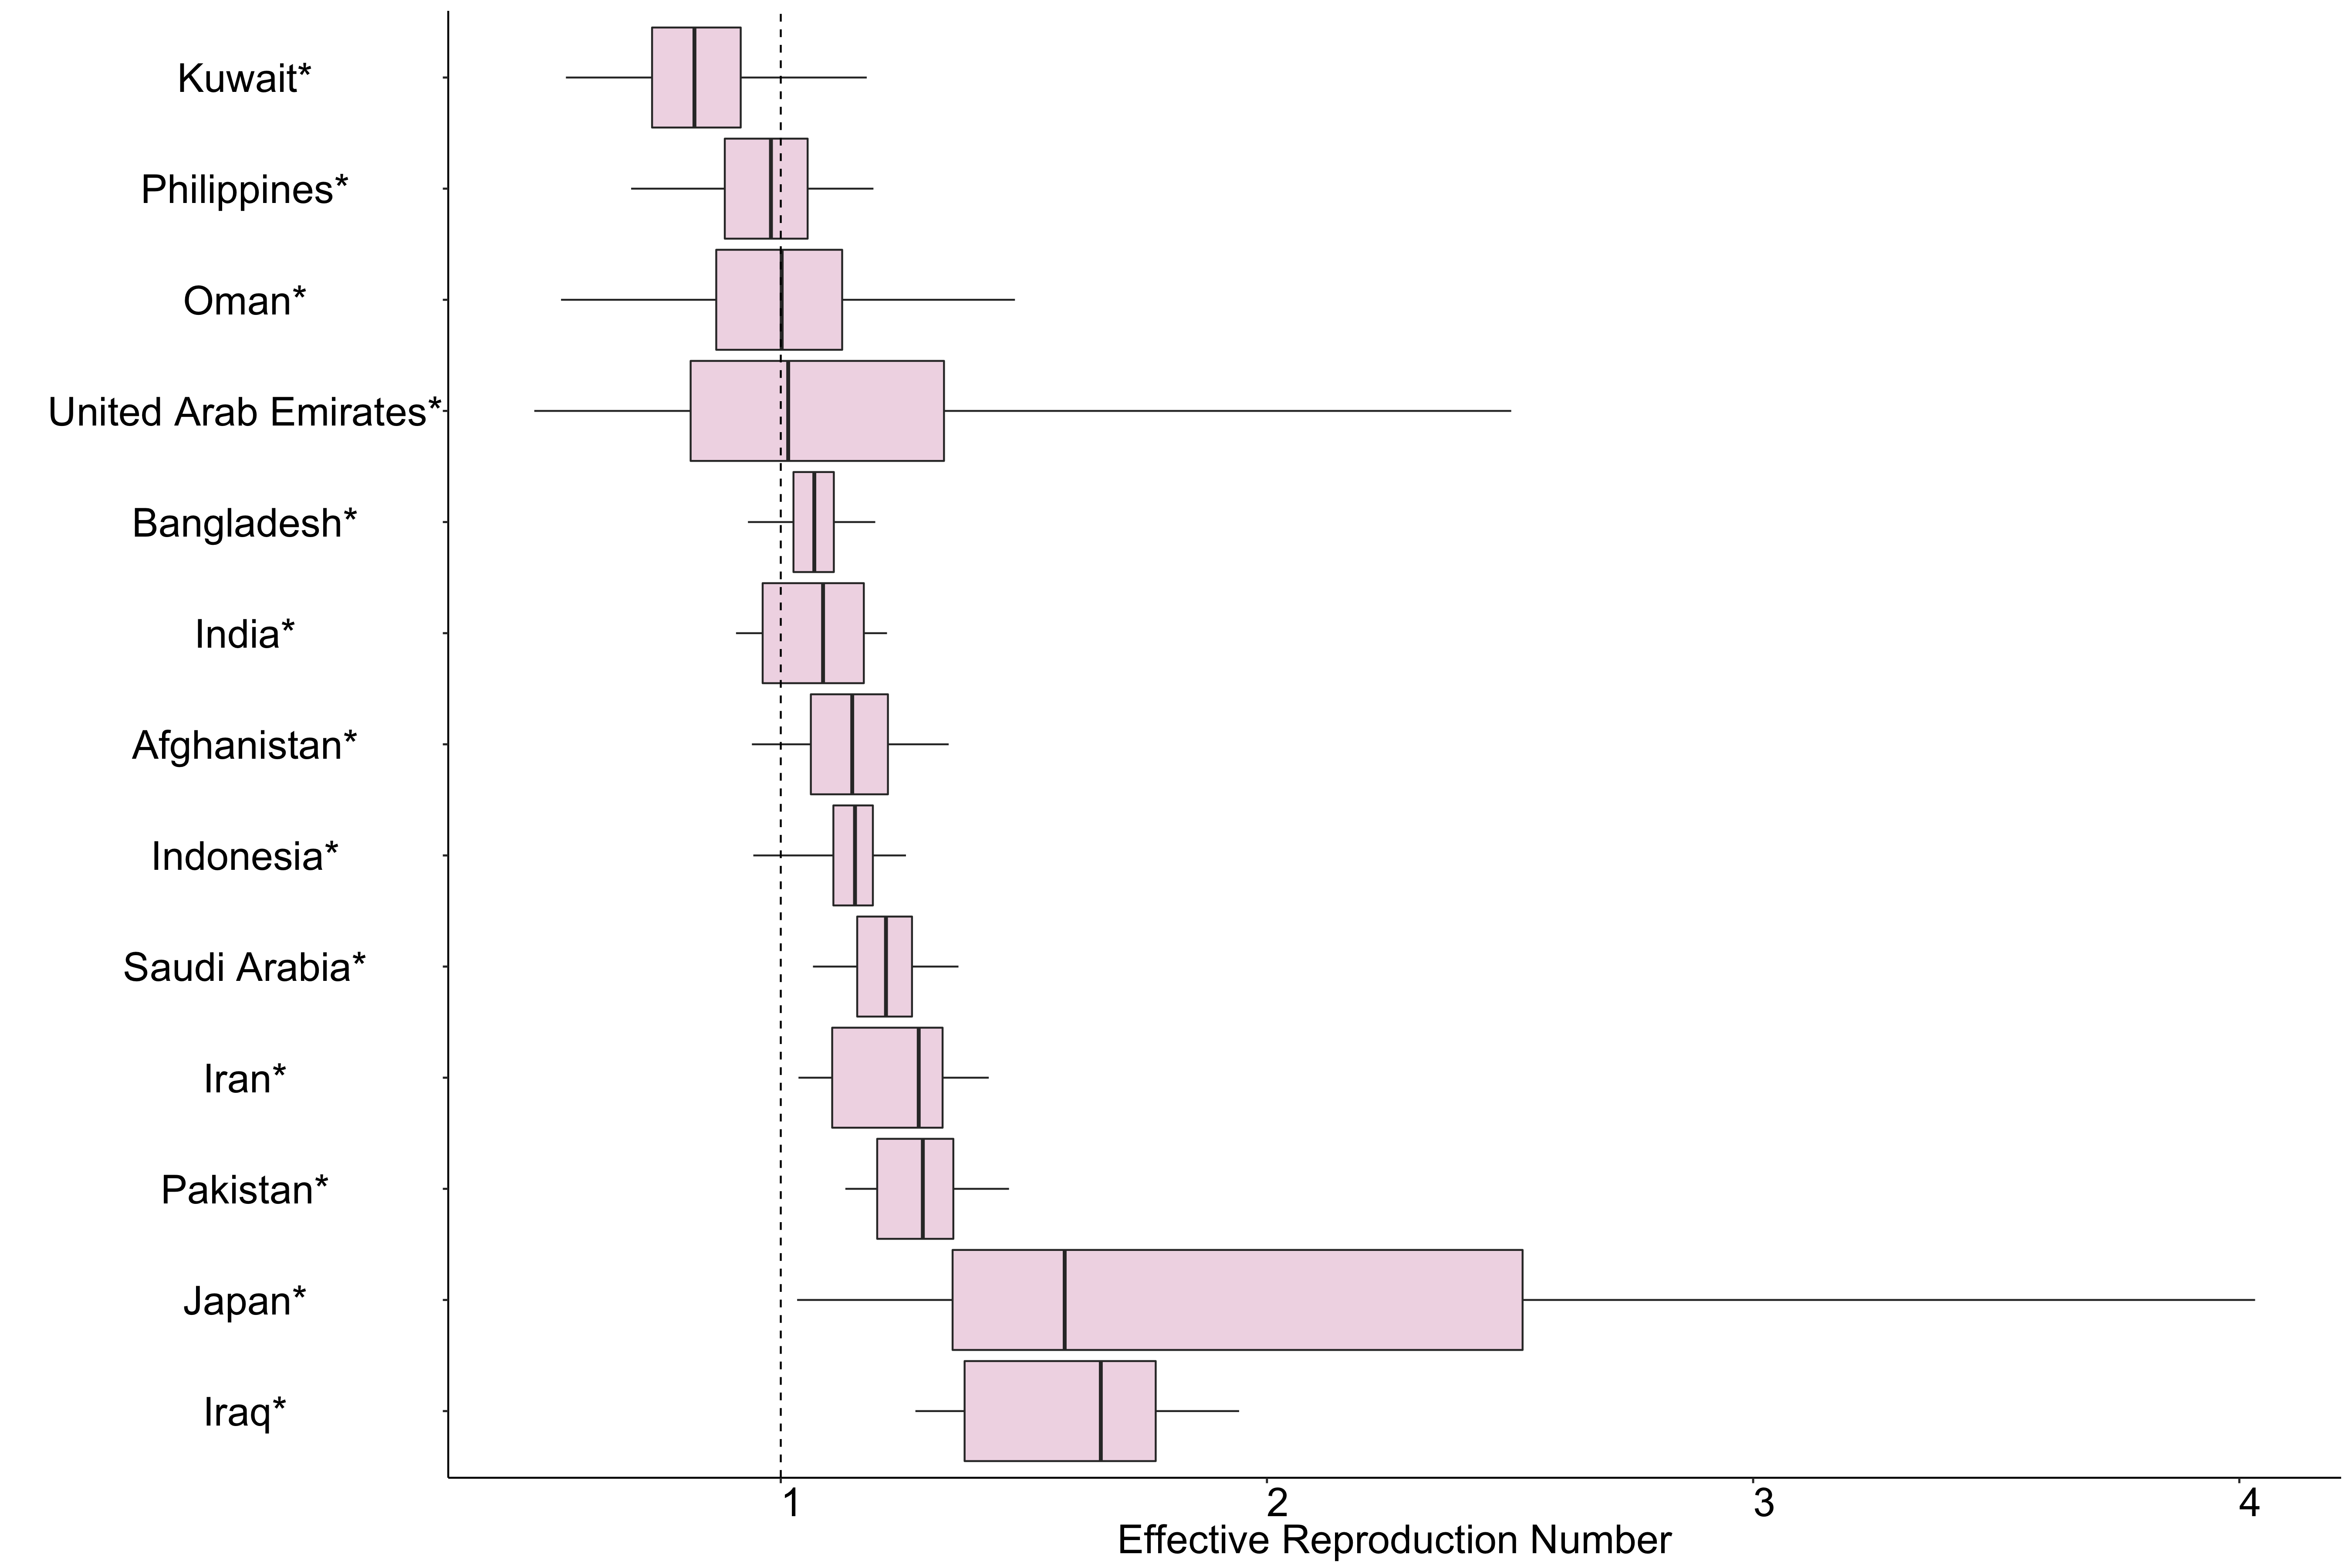 Kuwait*
Philippines*
Oman*
United Arab Emirates*
Bangladesh*
India*
Afghanistan*
Indonesia*
Saudi Arabia*
Iran*
Pakistan*
Japan*
Iraq*
1 2 3 4
Effective Reproduction Number